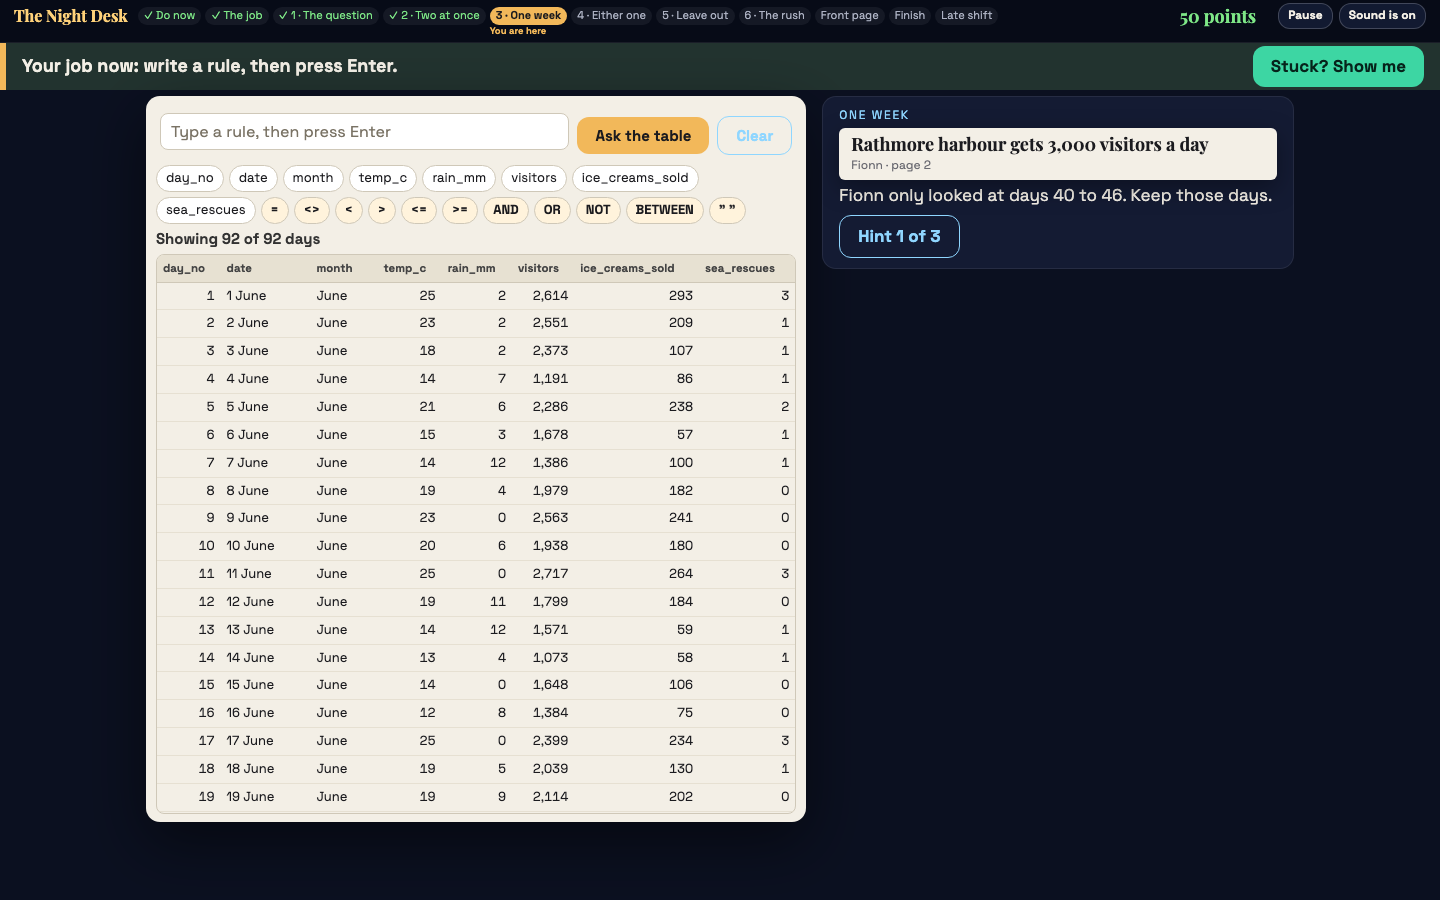 The Night Desk ✓ Do now ✓ The job ✓ 1 · The question ✓ 2 · Two at once 3 · One week 4 · Either one 5 · Leave out 6 · The rush Front page Finish Late shift 50 points Pause Sound is on
You are here
Your job now: write a rule, then press Enter. Stuck? Show me
Type a rule, then press Enter Ask the table Clear
day_no date month temp_c rain_mm visitors ice_creams_sold
sea_rescues = <> < > <= >= AND OR NOT BETWEEN " "
Showing 92 of 92 days
day_no date month temp_c rain_mm visitors ice_creams_sold sea_rescues
1 1 June June 25 2 2,614 293 3
2 2 June June 23 2 2,551 209 1
3 3 June June 18 2 2,373 107 1
4 4 June June 14 7 1,191 86 1
5 5 June June 21 6 2,286 238 2
6 6 June June 15 3 1,678 57 1
7 7 June June 14 12 1,386 100 1
8 8 June June 19 4 1,979 182 0
9 9 June June 23 0 2,563 241 0
10 10 June June 20 6 1,938 180 0
11 11 June June 25 0 2,717 264 3
12 12 June June 19 11 1,799 184 0
13 13 June June 14 12 1,571 59 1
14 14 June June 13 4 1,073 58 1
15 15 June June 14 0 1,648 106 0
16 16 June June 12 8 1,384 75 0
17 17 June June 25 0 2,399 234 3
18 18 June June 19 5 2,039 130 1
19 19 June June 19 9 2,114 202 0
ONE WEEK
Rathmore harbour gets 3,000 visitors a day
Fionn · page 2
Fionn only looked at days 40 to 46. Keep those days.
Hint 1 of 3